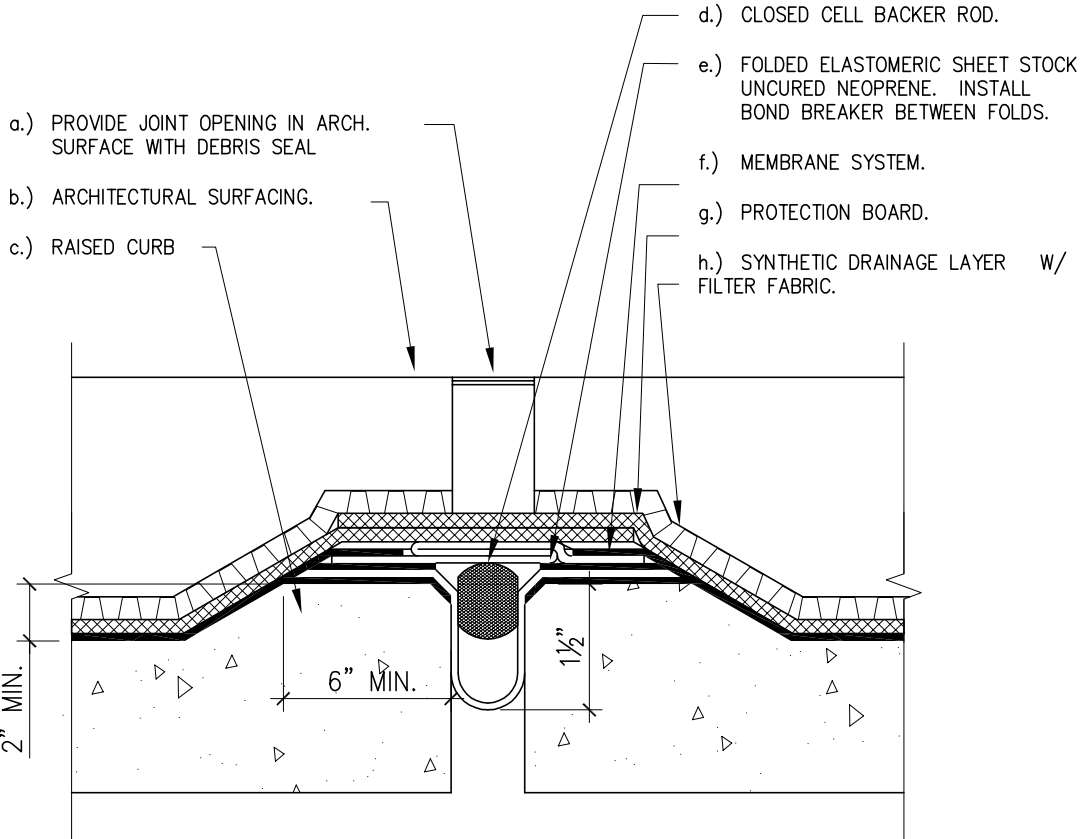 a.) PROVIDE JOINT OPENING IN ARCH.
SURFACE WITH DEBRIS SEAL
b.) ARCHITECTURAL SURFACING.
c.) RAISED CURB
d.) CLOSED CELL BACKER ROD.
e.) FOLDED ELASTOMERIC SHEET STOCK
UNCURED NEOPRENE. INSTALL
BOND BREAKER BETWEEN FOLDS.
f.) MEMBRANE SYSTEM.
g.) PROTECTION BOARD.
h.) SYNTHETIC DRAINAGE LAYER W/
FILTER FABRIC.
2" MIN.
6" MIN.
1½"